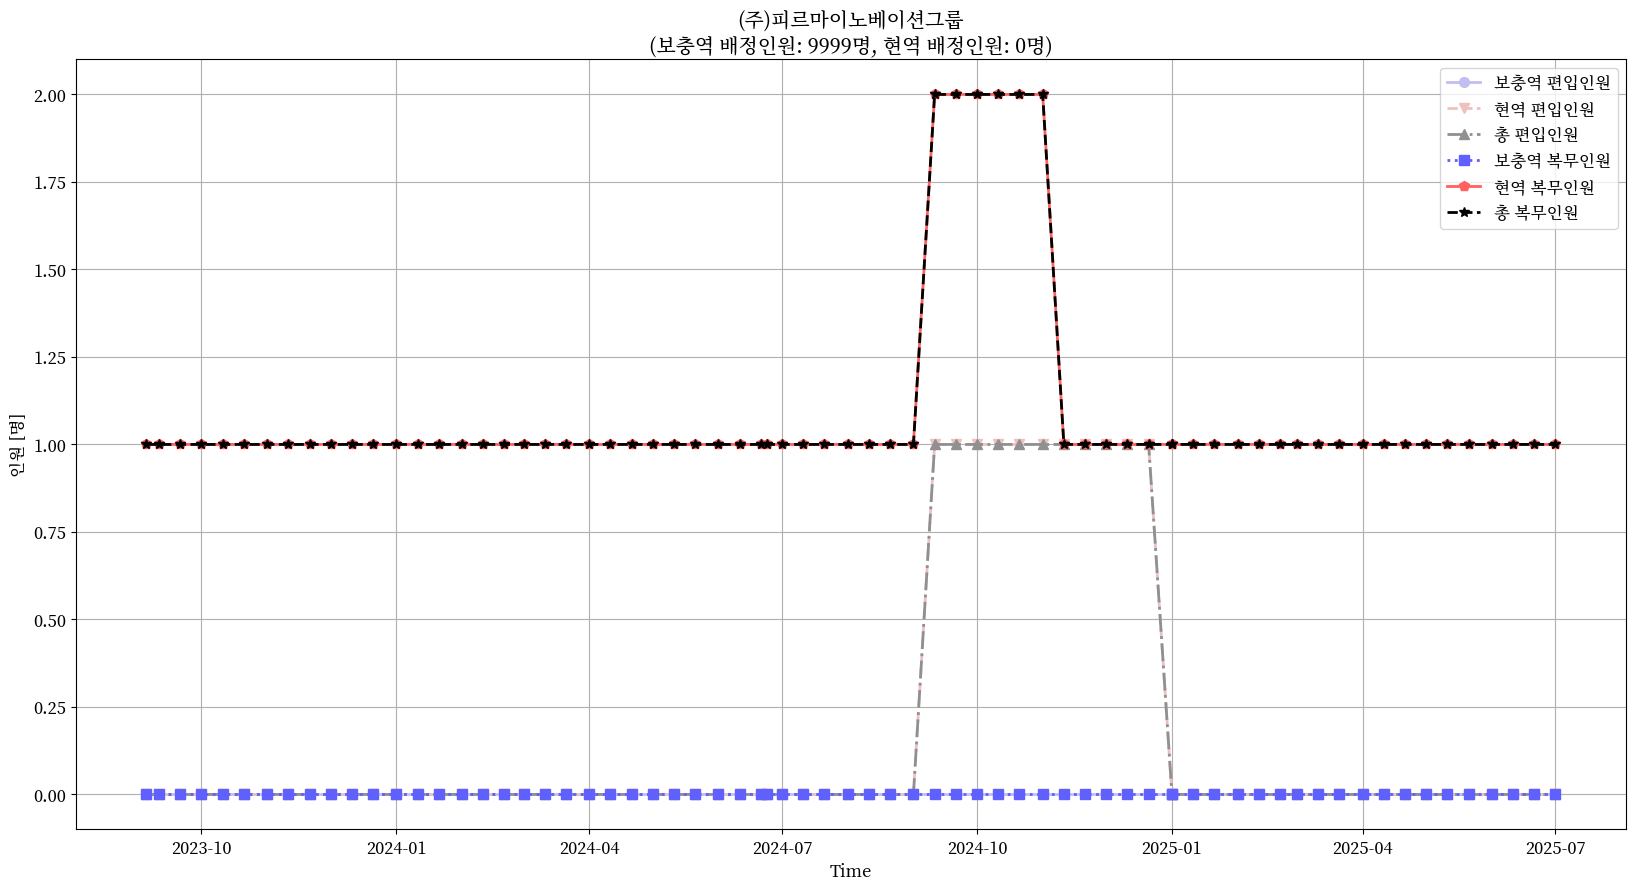 (주)피르마이노베이션그룹
(보충역 배정인원: 9999명, 현역 배정인원: 0명)
보충역 편입인원
현역 편입인원
총 편입인원
보충역 복무인원
현역 복무인원
총 복무인원
2.00
1.75
1.50
1.25
1.00
0.75
0.50
0.25
0.00
인원 [명]
2023-10
2024-01
2024-04
2024-07
2024-10
2025-01
2025-04
2025-07
Time